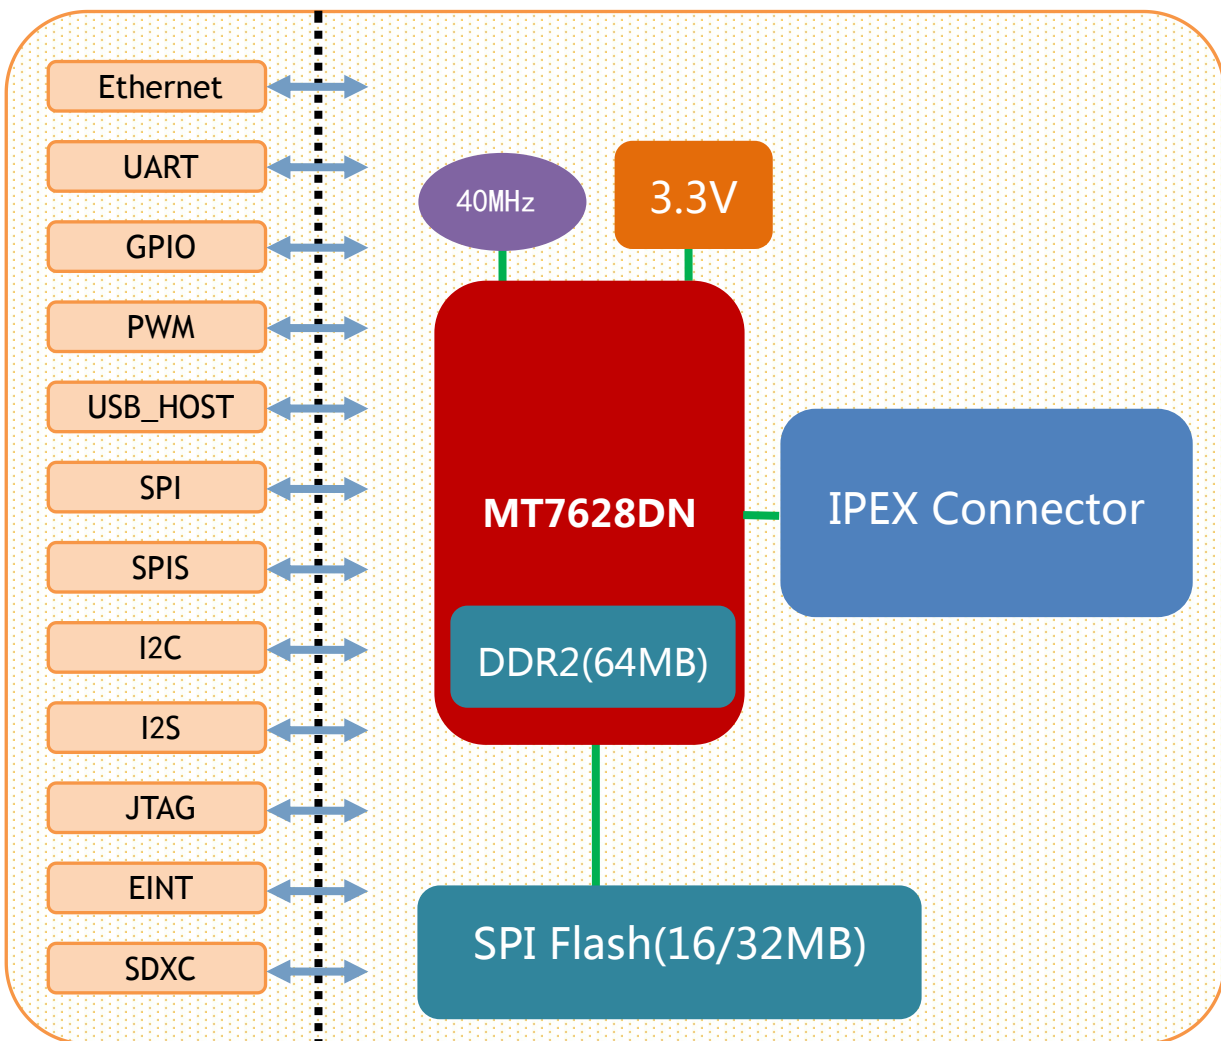 Ethernet
UART
GPIO
PWM
USB_HOST
SPI
SPIS
I2C
I2S
JTAG
EINT
SDXC
40MHz
3.3V
MT7628DN
DDR2(64MB)
IPEX Connector
SPI Flash(16/32MB)